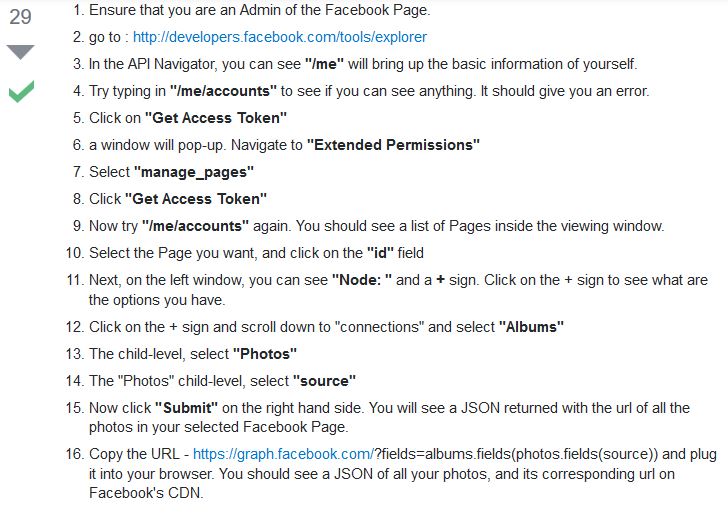 29
1. Ensure that you are an Admin of the Facebook Page.
2. go to : http://developers.facebook.com/tools/explorer
3. In the API Navigator, you can see "/me" will bring up the basic information of yourself.
4. Try typing in "/me/accounts" to see if you can see anything. It should give you an error.
5. Click on "Get Access Token"
6. a window will pop-up. Navigate to "Extended Permissions"
7. Select "manage_pages"
8. Click "Get Access Token"
9. Now try "/me/accounts" again. You should see a list of Pages inside the viewing window.
10. Select the Page you want, and click on the "id" field
11. Next, on the left window, you can see "Node: " and a + sign. Click on the + sign to see what are
the options you have.
12. Click on the + sign and scroll down to "connections" and select "Albums"
13. The child-level, select "Photos"
14. The "Photos" child-level, select "source"
15. Now click "Submit" on the right hand side. You will see a JSON returned with the url of all the
photos in your selected Facebook Page.
16. Copy the URL - https://graph.facebook.com/?fields=albums.fields(photos.fields(source)) and plug
it into your browser. You should see a JSON of all your photos, and its corresponding url on
Facebook's CDN.